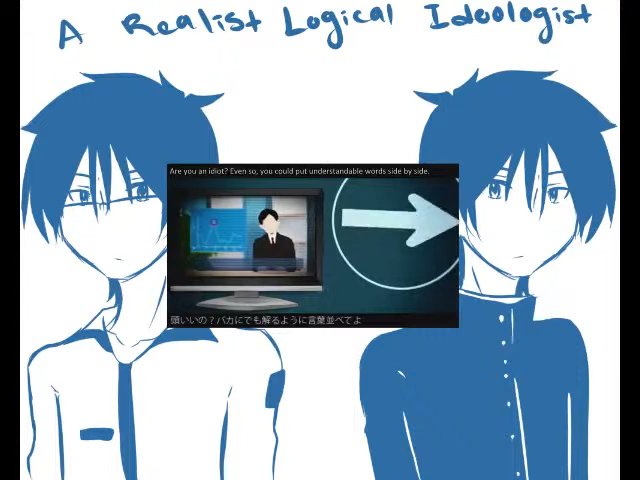 A Realist Logical Ideologist
Are you an idiot? Even so, you could put understandable words side by side.
頭いいの？バカにでも解るように言葉並べてよ